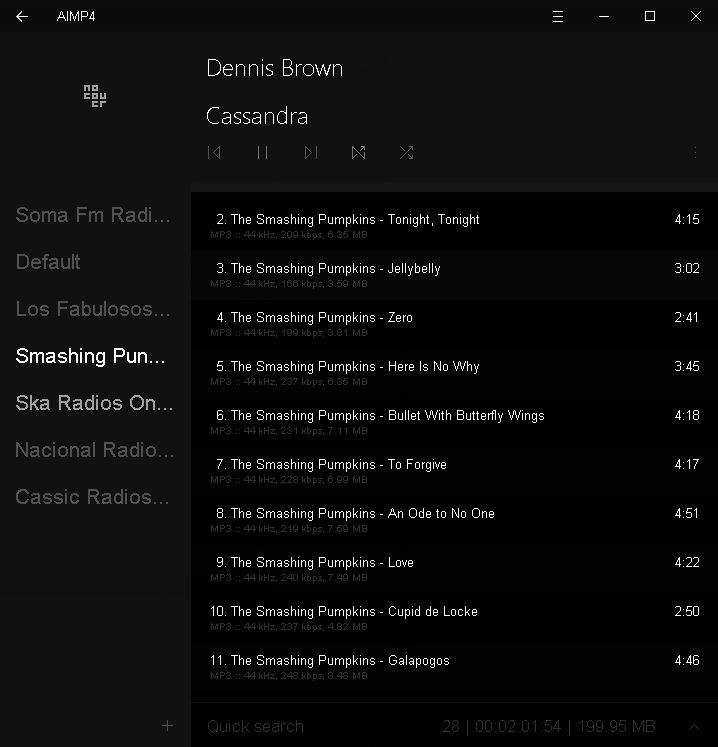 AIMP4
no
cov
er
Dennis Brown
Cassandra
Soma Fm Radi...
Default
Los Fabulosos...
Smashing Pun...
Ska Radios On...
Nacional Radio...
Cassic Radios...
2. The Smashing Pumpkins - Tonight, Tonight 4:15
MP3 :: 44 kHz, 209 kbps, 6.35 MB
3. The Smashing Pumpkins - Jellybelly 3:02
MP3 :: 44 kHz, 166 kbps, 3.59 MB
4. The Smashing Pumpkins - Zero 2:41
MP3 :: 44 kHz, 199 kbps, 3.81 MB
5. The Smashing Pumpkins - Here Is No Why 3:45
MP3 :: 44 kHz, 237 kbps, 6.35 MB
6. The Smashing Pumpkins - Bullet With Butterfly Wings 4:18
MP3 :: 44 kHz, 231 kbps, 7.11 MB
7. The Smashing Pumpkins - To Forgive 4:17
MP3 :: 44 kHz, 228 kbps, 6.99 MB
8. The Smashing Pumpkins - An Ode to No One 4:51
MP3 :: 44 kHz, 219 kbps, 7.59 MB
9. The Smashing Pumpkins - Love 4:22
MP3 :: 44 kHz, 240 kbps, 7.49 MB
10. The Smashing Pumpkins - Cupid de Locke 2:50
MP3 :: 44 kHz, 237 kbps, 4.82 MB
11. The Smashing Pumpkins - Galapogos 4:46
MP3 :: 44 kHz, 248 kbps, 8.48 MB
+ Quick search 28 | 00:02:01:54 | 199.95 MB